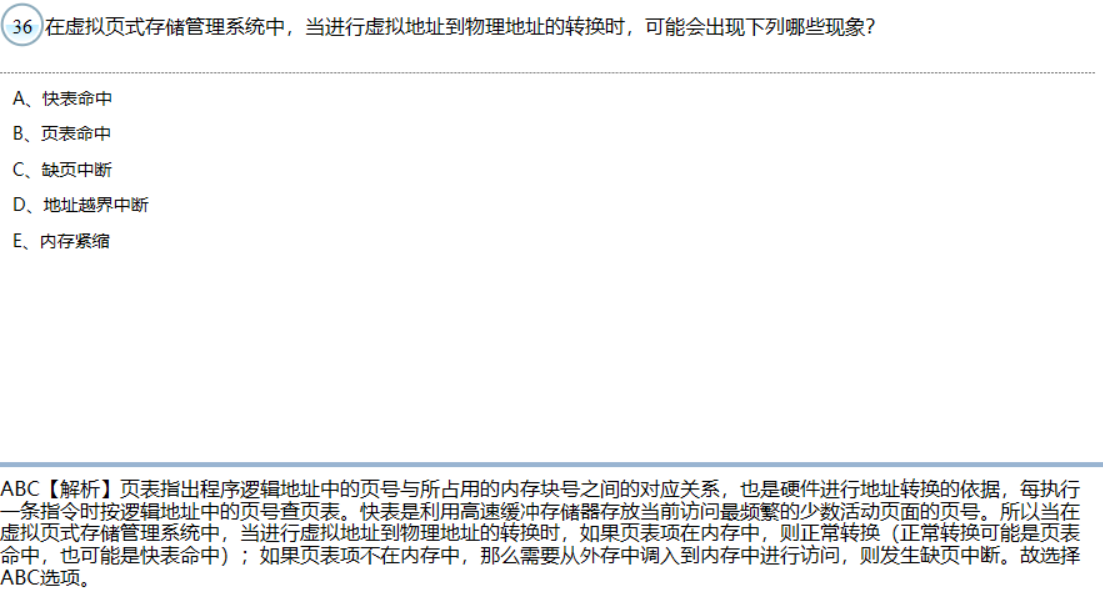 36 在虚拟页式存储管理系统中，当进行虚拟地址到物理地址的转换时，可能会出现下列哪些现象？
A、快表命中
B、页表命中
C、缺页中断
D、地址越界中断
E、内存紧缩
ABC【解析】页表指出程序逻辑地址中的页号与所占用的内存块号之间的对应关系，也是硬件进行地址转换的依据，每执行
一条指令时按逻辑地址中的页号查页表。快表是利用高速缓冲存储器存放当前访问最频繁的少数活动页面的页号。所以当在
虚拟页式存储管理系统中，当进行虚拟地址到物理地址的转换时，如果页表项在内存中，则正常转换（正常转换可能是页表
命中，也可能是快表命中）；如果页表项不在内存中，那么需要从外存中调入到内存中进行访问，则发生缺页中断。故选择
ABC选项。